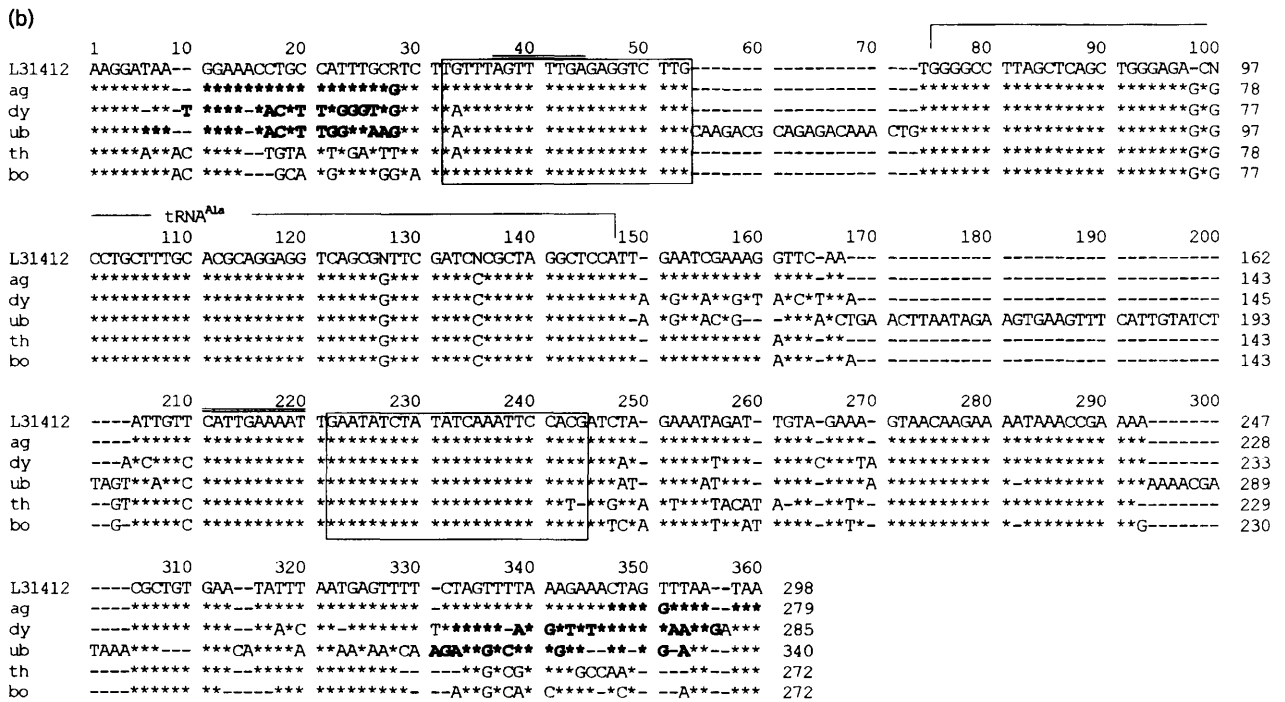 (b)
1 10 20 30 40 50 60 70 80 90 100
L31412 AAGGATAA-- GGAAACCTGC CATTTGCRTC TTGTTTAGTT TTGAGAGGTC TTG------- ---------- ----TGGGGCC TTAGCTCAGC TGGGAGA-CN 97
ag ********-- ********** *******G** ********** ********** ***------- ---------- ----******* ********** ********G*G 78
dy *****-**-T ****-*AC*T T*GGGT*G** **A******* ********** ***------- ---------- ----******* ********** ********G*G 77
ub ********-- ****-*AC*T TGG**AAG** **A******* ********** ***CAAGACG CAGAGACAAA CTG******* ********** ********G*G 97
th *****A**AC ****--TGTA *T*GA*TT** **A******* ********** ***------- ---------- ----******* ********** ********G*G 78
bo ********AC ****---GCA *G***GG*A* ********** ********** ***------- ---------- ----******* ********** ********G*G 77
tRNAAla
110 120 130 140 150 160 170 180 190 200
L31412 CCTGCTTTGC ACGCAGGAGG TCAGCGNTTC GATCNCGCTA GGCTCCATT- GAATCGAAAG GTTC-AA--- ---------- ---------- ---------- 162
ag ********** ********** ******G*** ****C***** *********- ********** ****-**--- ---------- ---------- ---------- 143
dy ********** ********** ******G*** ****C***** *********A *G**A**G*T A*C*T**A-- ---------- ---------- ---------- 145
ub ********** ********** ******G*** ****C***** ********-A *G**AC*G-- --*A*CTGAA ACTTAATAGA AGTGAAGTTTC ATTGTATCT 193
th ********** ********** ******G*** ****C***** *********- ********** A***-**--- ---------- ---------- ---------- 143
bo ********** ********** ******G*** ****C***** *********- ********** A***-**A-- ---------- ---------- ---------- 143
210 220 230 240 250 260 270 280 290 300
L31412 ----ATTGTTC CATTGAAAAT TGAATATCTA TATCAAATTC CACGATCTA- GAAATAGAT- TGTA-GAAA- GTAACAAGAA AATAAACCGA AAA------- 247
ag ----****** ********** ********** ********** *********- *********- ****-****- ********** ********** ***------- 228
dy ---A*C***C ********** ********** ********** *******A*- *****T***- ***C-**TA ********** ********** ***------- 233
ub TAGT**A**C ********** ********** ********** *******AT- ****AT***- ****-****A ********** ***-****** ***AAAACGA 289
th --GT*****C ********** ********** ********** **T-**G**A *T***TACAT A***-**T*- ********** ********** **-------- 229
bo --G-*****C ********** ********** ********** ******TC*A *****T**AT ****-**T*- ********** ***-****** ***G------ 230
310 320 330 340 350 360
L31412 ----CGCTGT GAA--TATTT AATGAGTTTT -CTAGTTTTA AAGAAACTAG TTTAA--TAA 298
ag ----****** ***--***** ********** -********* ********** G****--*** 279
dy ----****** ***--**A*C **-******* T*******-A* G*T*T***** *AA**GA*** 285
ub TAAA****** ***CA****A **AA*AA*CA AGA**G*C** *G**--**-* G-A**--*** 340
th ----****** ***--***** ********-- ----**G*CG* ***GCCAA*- ---**--*** 272
bo ----****** **-----*** ********** --**A**G*CA* C****--C**- --A**--*** 272